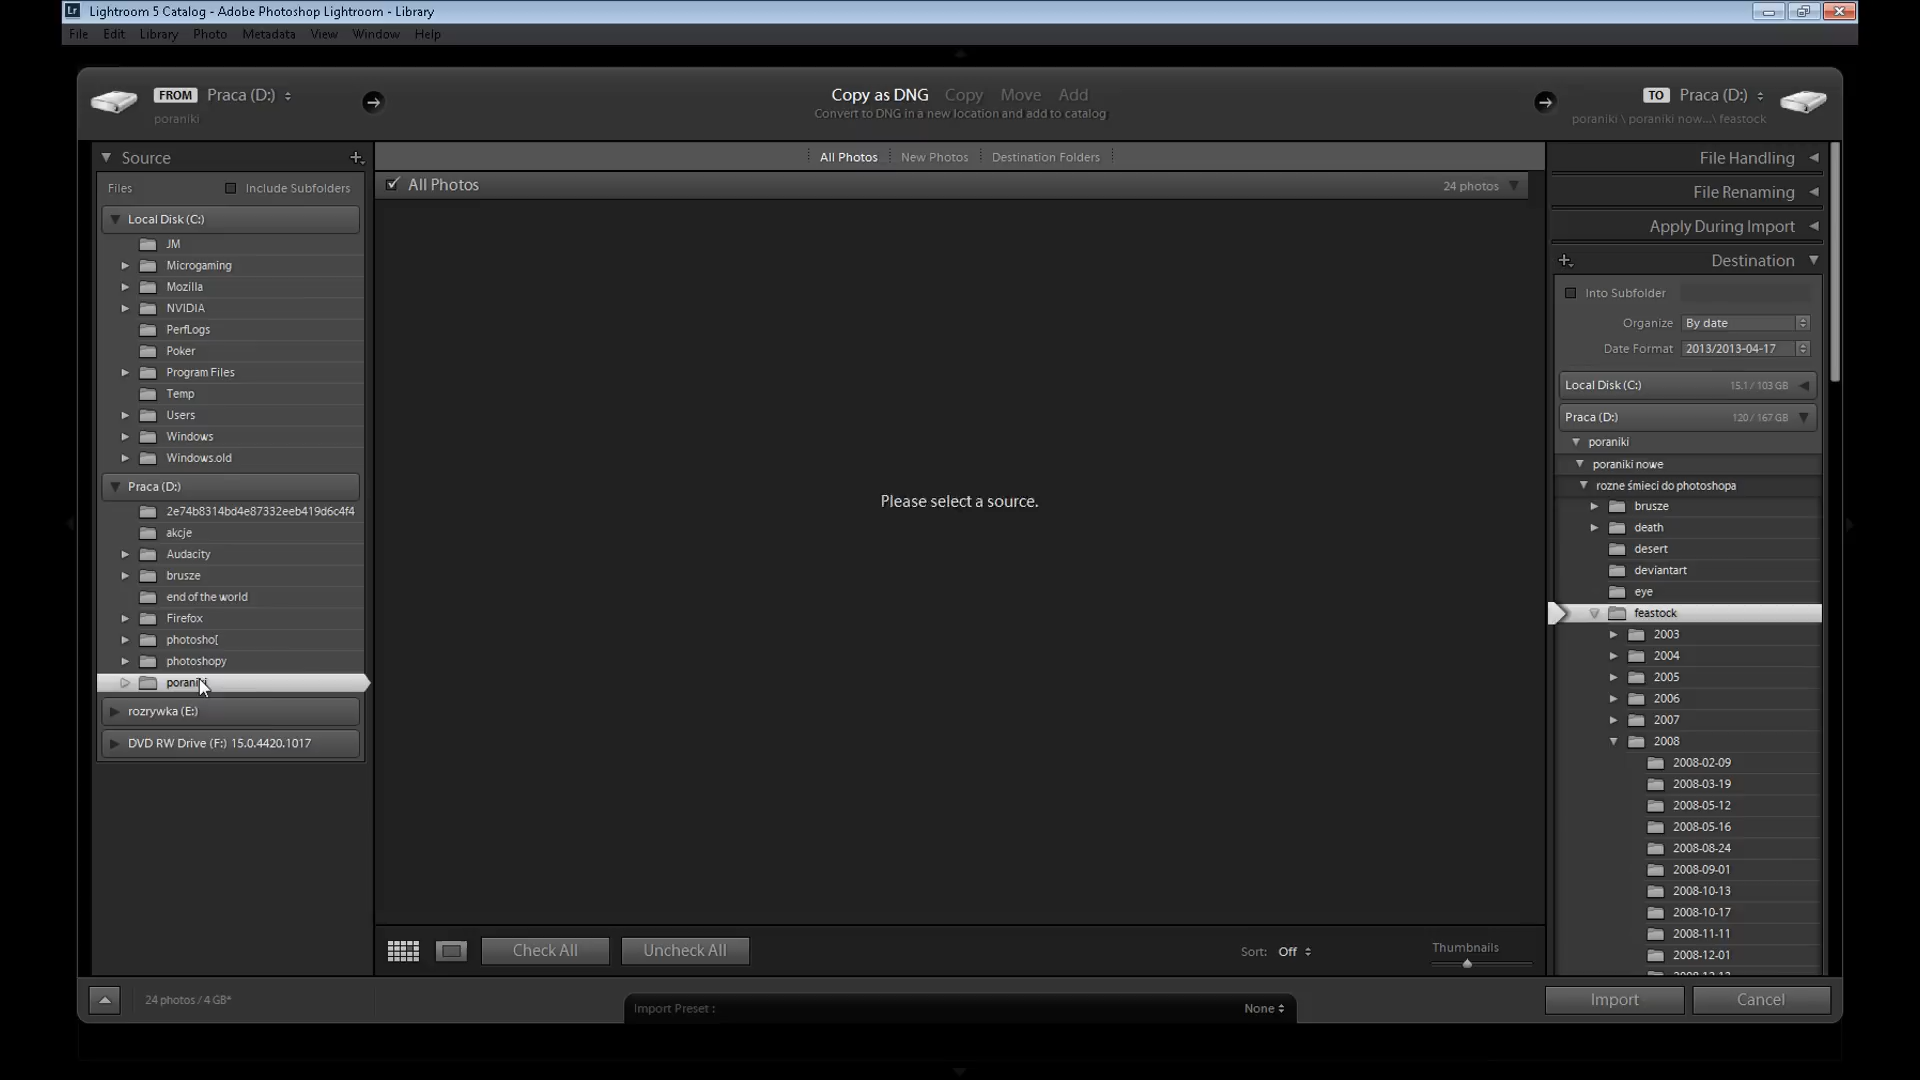 Lr Lightroom 5 Catalog - Adobe Photoshop Lightroom - Library
File Edit Library Photo Metadata View Window Help
FROM Praca (D:)
poraniki
Copy as DNG Copy Move Add
Convert to DNG in a new location and add to catalog
TO Praca (D:)
poraniki \ poraniki now...\ feastock
Source
Files Include Subfolders
Local Disk (C:)
JM
Microgaming
Mozilla
NVIDIA
PerfLogs
Poker
Program Files
Temp
Users
Windows
Windows.old
Praca (D:)
2e74b8314bd4e87332eeb419d6c4f4
akcje
Audacity
brusze
end of the world
Firefox
photosho[
photoshopy
poraniki
rozrywka (E:)
DVD RW Drive (F:) 15.0.4420.1017
All Photos New Photos Destination Folders
All Photos 24 photos
Please select a source.
Check All Uncheck All Sort: Off Thumbnails
File Handling
File Renaming
Apply During Import
Destination
Into Subfolder
Organize By date
Date Format 2013/2013-04-17
Local Disk (C:) 15.1 / 103 GB
Praca (D:) 120 / 167 GB
poraniki
poraniki nowe
rozne śmieci do photoshopa
brusze
death
desert
deviantart
eye
feastock
2003
2004
2005
2006
2007
2008
2008-02-09
2008-03-19
2008-05-12
2008-05-16
2008-08-24
2008-09-01
2008-10-13
2008-10-17
2008-11-11
2008-12-01
24 photos / 4 GB*
Import Preset : None
Import Cancel